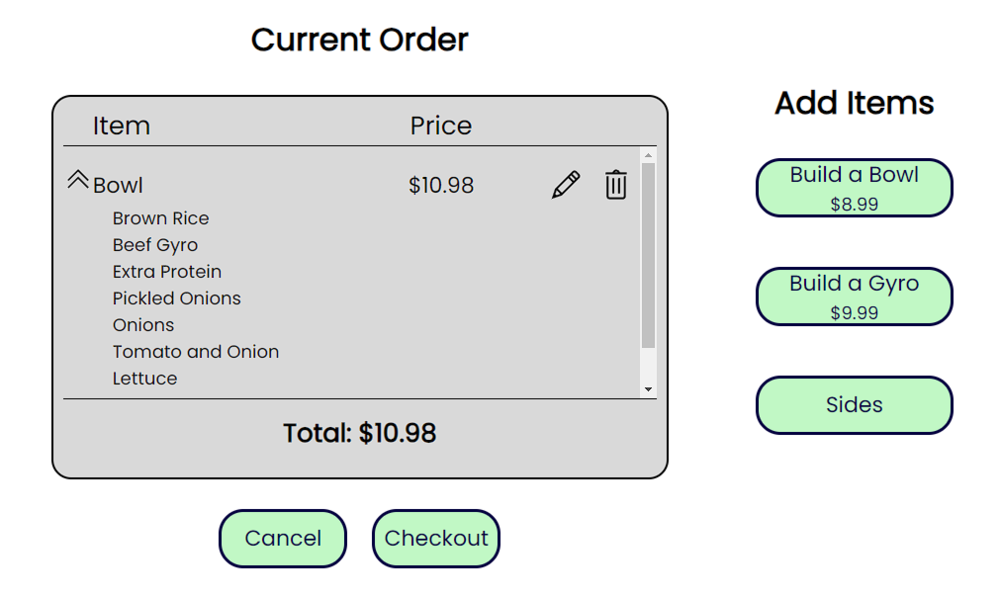 Current Order
Item Price
Bowl $10.98
Brown Rice
Beef Gyro
Extra Protein
Pickled Onions
Onions
Tomato and Onion
Lettuce
Total: $10.98
Cancel Checkout
Add Items
Build a Bowl
$8.99
Build a Gyro
$9.99
Sides